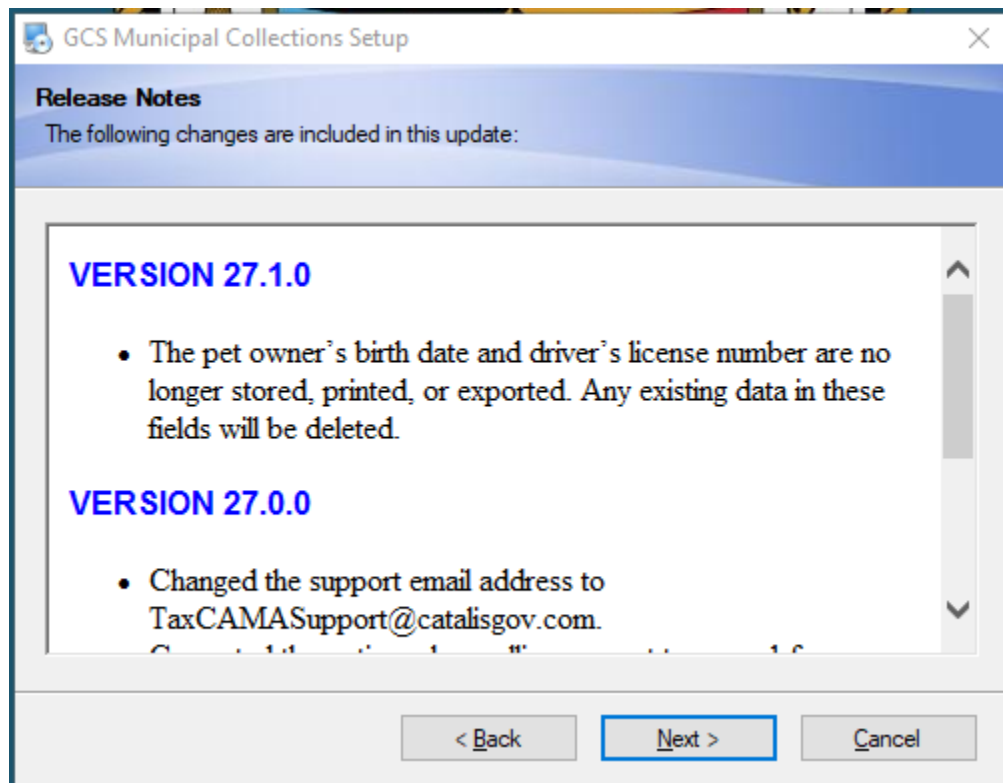 GCS Municipal Collections Setup
Release Notes
The following changes are included in this update:
VERSION 27.1.0
• The pet owner’s birth date and driver’s license number are no
longer stored, printed, or exported. Any existing data in these
fields will be deleted.
VERSION 27.0.0
• Changed the support email address to
TaxCAMASupport@catalisgov.com.
< Back
Next >
Cancel